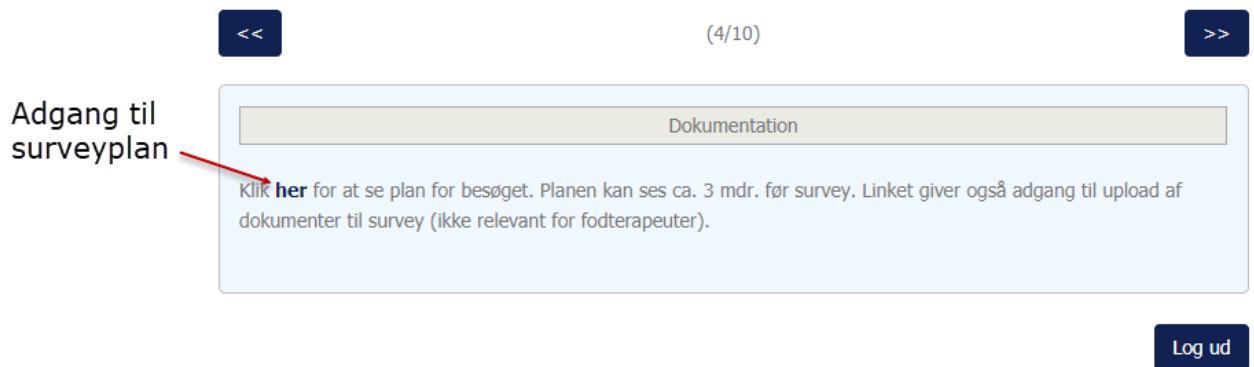 <<
(4/10)
>>
Adgang til
surveyplan
Dokumentation
Klik her for at se plan for besøget. Planen kan ses ca. 3 mdr. før survey. Linket giver også adgang til upload af
dokumenter til survey (ikke relevant for fodterapeuter).
Log ud